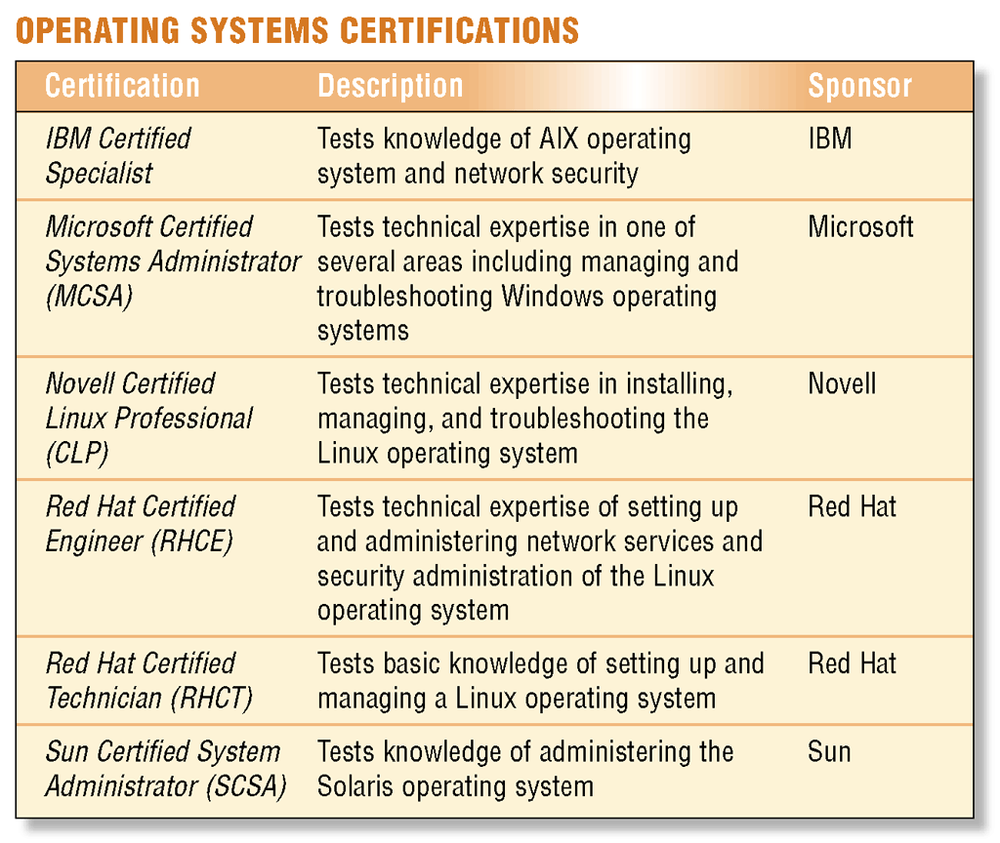 OPERATING SYSTEMS CERTIFICATIONS
Certification Description Sponsor
IBM Certified
Specialist
Tests knowledge of AIX operating
system and network security
IBM
Microsoft Certified
Systems Administrator
(MCSA)
Tests technical expertise in one of
several areas including managing and
troubleshooting Windows operating
systems
Microsoft
Novell Certified
Linux Professional
(CLP)
Tests technical expertise in installing,
managing, and troubleshooting the
Linux operating system
Novell
Red Hat Certified
Engineer (RHCE)
Tests technical expertise of setting up
and administering network services and
security administration of the Linux
operating system
Red Hat
Red Hat Certified
Technician (RHCT)
Tests basic knowledge of setting up and
managing a Linux operating system
Red Hat
Sun Certified System
Administrator (SCSA)
Tests knowledge of administering the
Solaris operating system
Sun